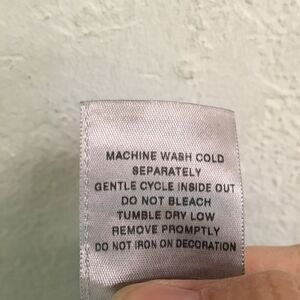 MACHINE WASH COLD
SEPARATELY
GENTLE CYCLE INSIDE OUT
DO NOT BLEACH
TUMBLE DRY LOW
REMOVE PROMPTLY
DO NOT IRON ON DECORATION